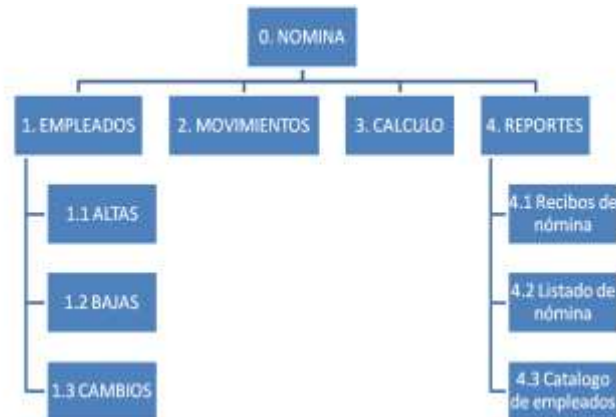 0. NOMINA
1. EMPLEADOS
2. MOVIMIENTOS
3. CALCULO
4. REPORTES
1.1 ALTAS
1.2 BAJAS
1.3 CAMBIOS
4.1 Recibos de
nómina
4.2 Listado de
nómina
4.3 Catalogo
de empleados